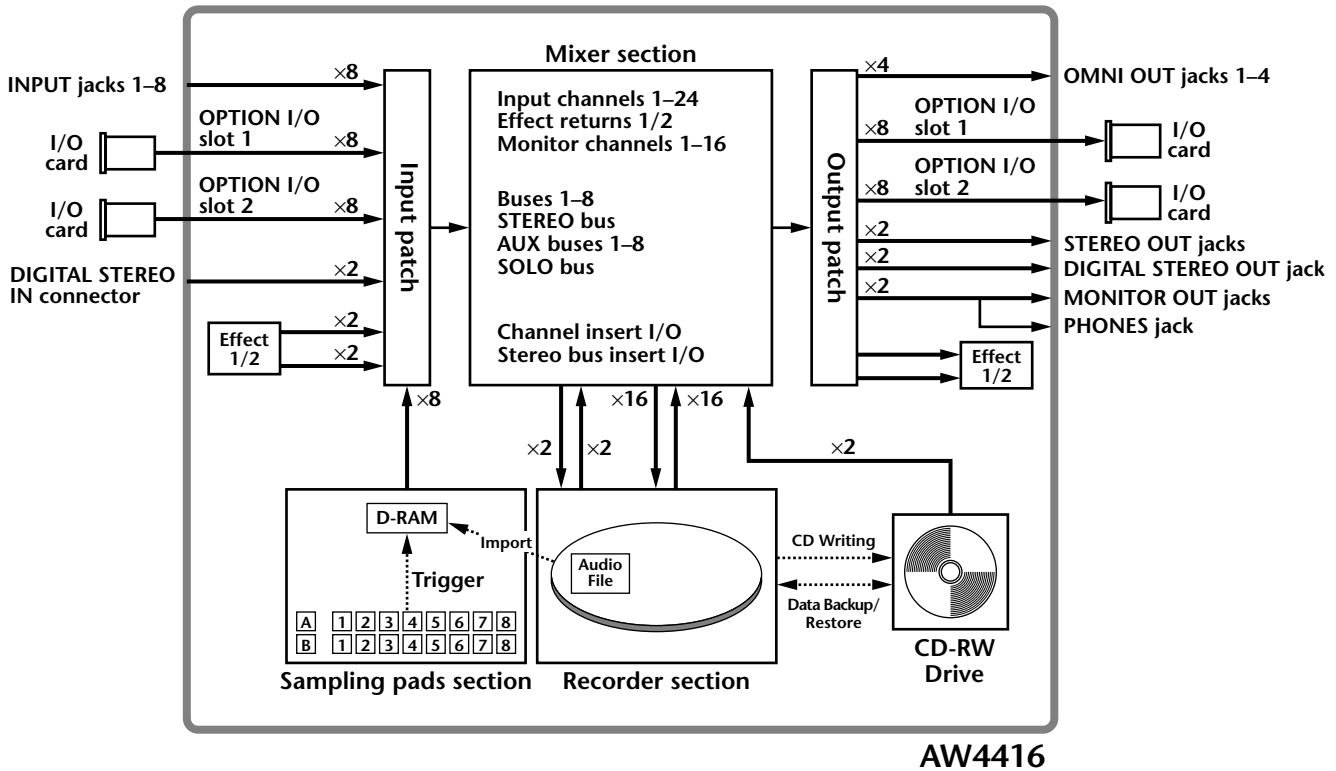 Mixer section
INPUT jacks 1–8
×8
OPTION I/O
slot 1
I/O
card
×8
OPTION I/O
slot 2
I/O
card
×8
DIGITAL STEREO
IN connector
×2
Effect
1/2
×2
×2
Input patch
×8
Input channels 1–24
Effect returns 1/2
Monitor channels 1–16
Buses 1–8
STEREO bus
AUX buses 1–8
SOLO bus
Channel insert I/O
Stereo bus insert I/O
Output patch
×4
OMNI OUT jacks 1–4
×8
OPTION I/O
slot 1
I/O
card
×8
OPTION I/O
slot 2
I/O
card
×2
STEREO OUT jacks
×2
DIGITAL STEREO OUT jack
×2
MONITOR OUT jacks
PHONES jack
Effect
1/2
×2
×2
×16
×16
×2
D-RAM
Import
Trigger
A 1 2 3 4 5 6 7 8
B 1 2 3 4 5 6 7 8
Sampling pads section
Audio
File
Recorder section
CD Writing
Data Backup/
Restore
CD-RW
Drive
AW4416